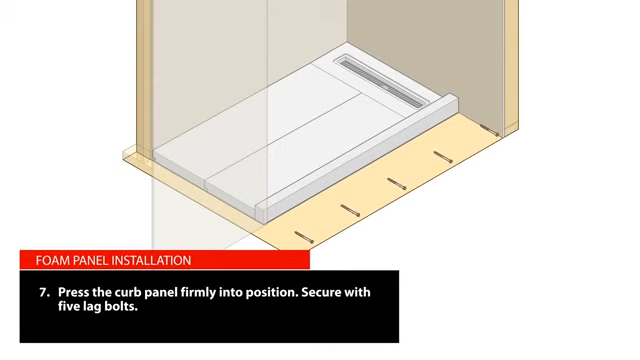 FOAM PANEL INSTALLATION
7. Press the curb panel firmly into position. Secure with
five lag bolts.